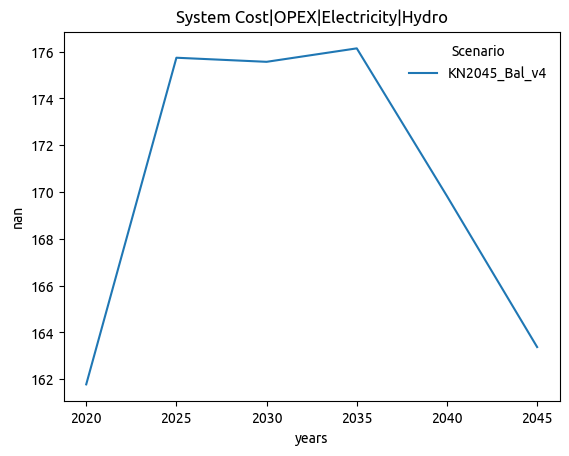 System Cost|OPEX|Electricity|Hydro
Scenario
KN2045_Bal_v4
176
174
172
170
168
166
164
162
nan
2020 2025 2030 2035 2040 2045
years